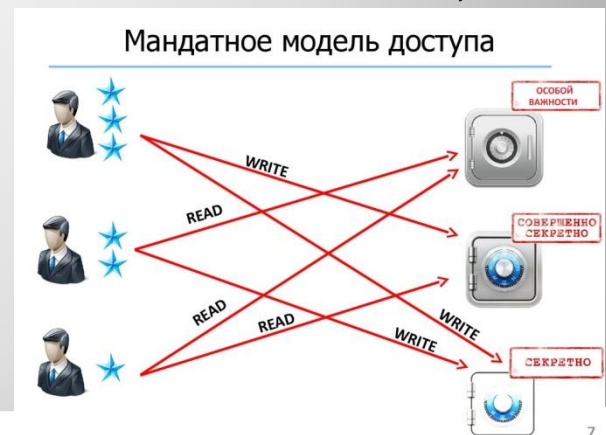 Мандатное модель доступа
ОСОБОЙ
ВАЖНОСТИ
WRITE
READ
СОВЕРШЕННО
СЕКРЕТНО
READ
READ
WRITE
WRITE
СЕКРЕТНО
7